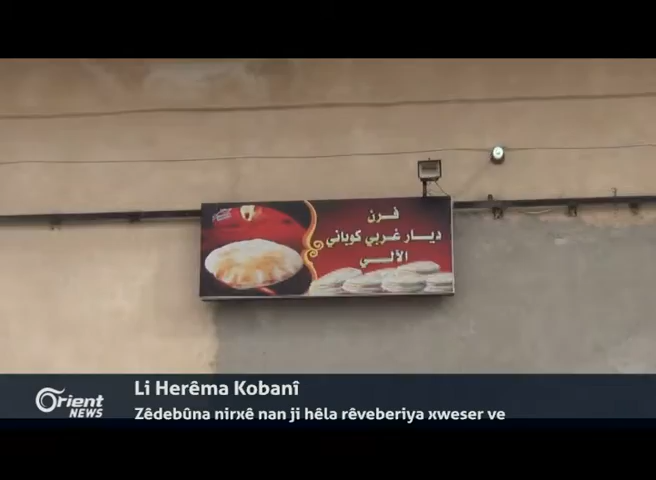 فرن
ديار غربي كوباني
الآلي
Orient
NEWS
Li Herêma Kobanî
Zêdebûna nirxê nan ji hêla rêveberiya xweser ve